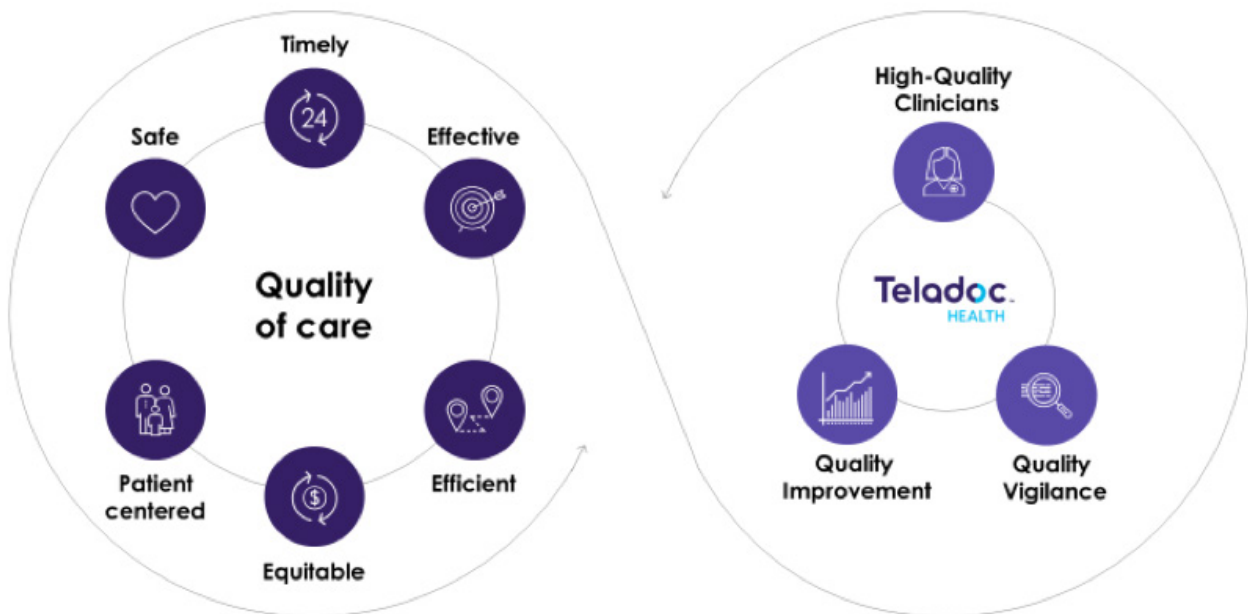 Timely
24
Safe
Effective
Quality
of care
Patient
centered
$
Efficient
Equitable
High-Quality
Clinicians
Teladoc™
HEALTH
Quality
Improvement
Quality
Vigilance